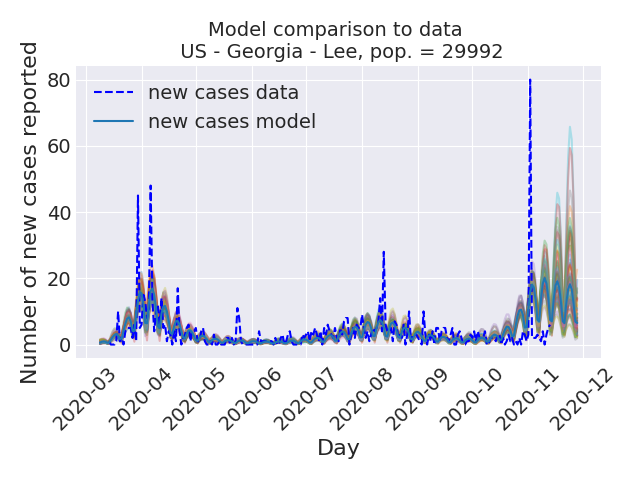 Model comparison to data
US - Georgia - Lee, pop. = 29992
Number of new cases reported
80
60
40
20
0
new cases data
new cases model
2020-03
2020-04
2020-05
2020-06
2020-07
2020-08
2020-09
2020-10
2020-11
2020-12
Day